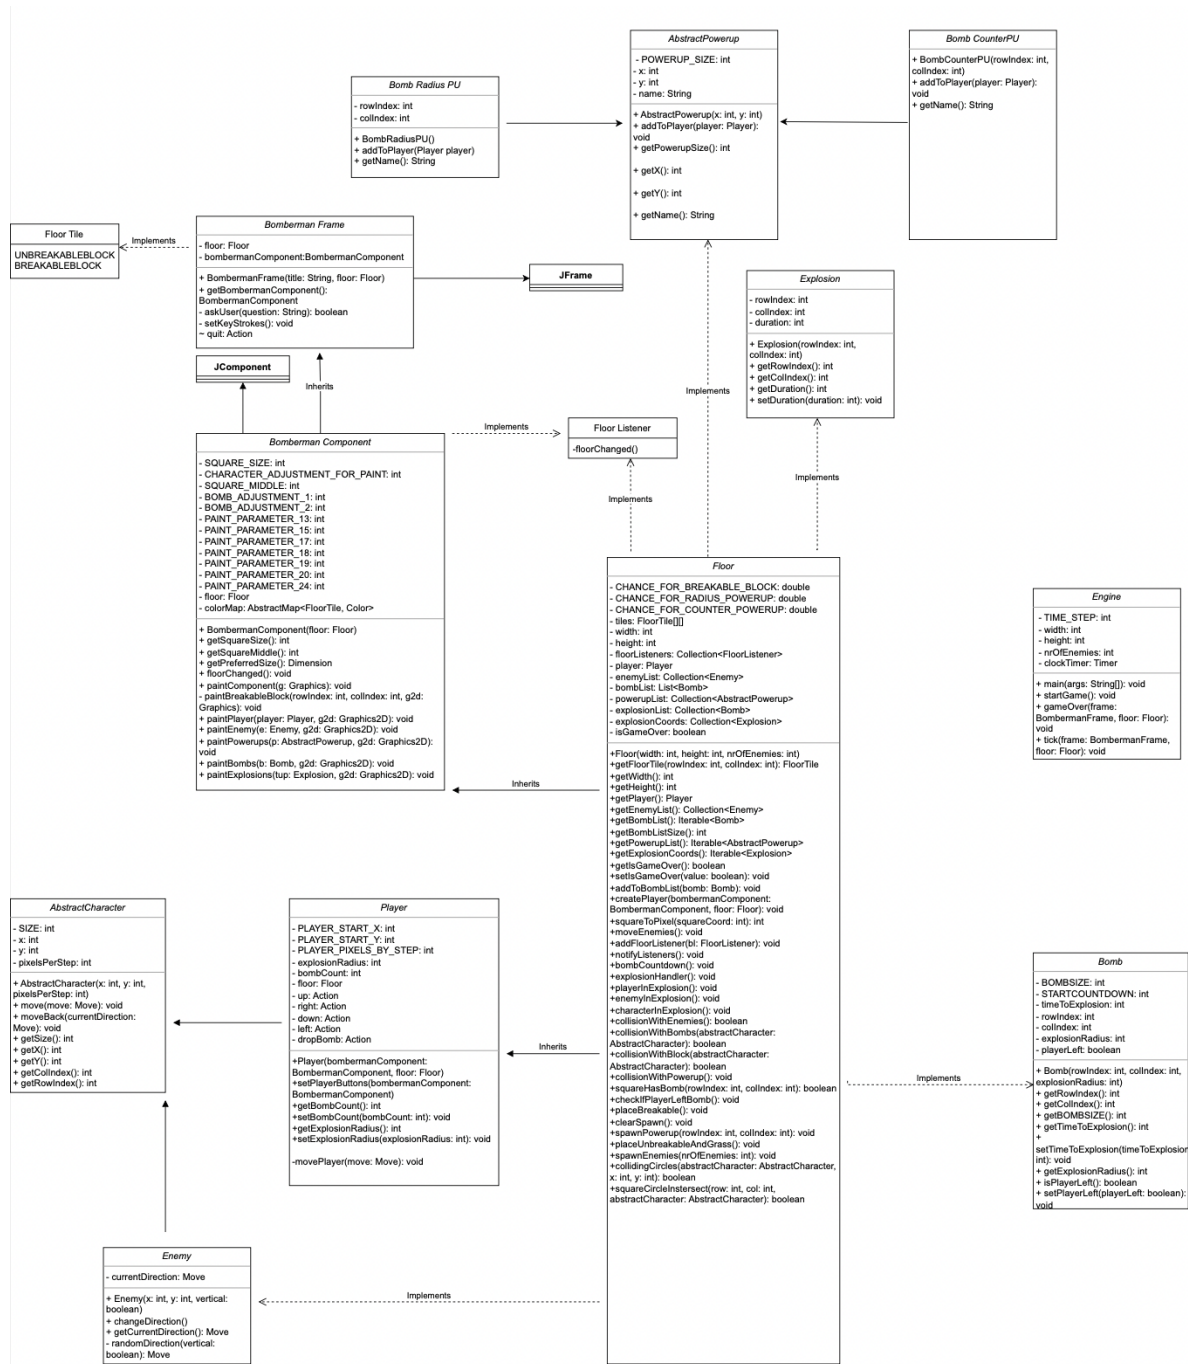 AbstractPowerup
- POWERUP_SIZE: int
- x: int
- y: int
- name: String
+ AbstractPowerup(x: int, y: int)
+ addToPlayer(player: Player):
void
+ getPowerupSize(): int
+ getX(): int
+ getY(): int
+ getName(): String
Bomb CounterPU
+ BombCounterPU(rowIndex: int,
colIndex: int)
+ addToPlayer(player: Player):
void
+ getName(): String
Bomb Radius PU
- rowIndex: int
- colIndex: int
+ BombRadiusPU()
+ addToPlayer(Player player)
+ getName(): String
Floor Tile
UNBREAKABLEBLOCK
BREAKABLEBLOCK
Implements
Bomberman Frame
- floor: Floor
- bombermanComponent:BombermanComponent
+ BombermanFrame(title: String, floor: Floor)
+ getBombermanComponent():
BombermanComponent
- askUser(question: String): boolean
- setKeyStrokes(): void
~ quit: Action
JFrame
Explosion
- rowIndex: int
- colIndex: int
- duration: int
+ Explosion(rowIndex: int,
colIndex: int)
+ getRowIndex(): int
+ getColIndex(): int
+ getDuration(): int
+ setDuration(duration: int): void
JComponent
Inherits
Implements
Implements
Floor Listener
-floorChanged()
Implements
Implements
Bomberman Component
- SQUARE_SIZE: int
- CHARACTER_ADJUSTMENT_FOR_PAINT: int
- SQUARE_MIDDLE: int
- BOMB_ADJUSTMENT_1: int
- BOMB_ADJUSTMENT_2: int
- PAINT_PARAMETER_13: int
- PAINT_PARAMETER_15: int
- PAINT_PARAMETER_17: int
- PAINT_PARAMETER_18: int
- PAINT_PARAMETER_19: int
- PAINT_PARAMETER_20: int
- PAINT_PARAMETER_24: int
- floor: Floor
- colorMap: AbstractMap<FloorTile, Color>
+ BombermanComponent(floor: Floor)
+ getSquareSize(): int
+ getSquareMiddle(): int
+ getPreferredSize(): Dimension
+ floorChanged(): void
+ paintComponent(g: Graphics): void
- paintBreakableBlock(rowIndex: int, colIndex: int, g2d:
Graphics): void
+ paintPlayer(player: Player, g2d: Graphics2D): void
+ paintEnemy(e: Enemy, g2d: Graphics2D): void
+ paintPowerups(p: AbstractPowerup, g2d: Graphics2D):
void
+ paintBombs(b: Bomb, g2d: Graphics2D): void
+ paintExplosions(tup: Explosion, g2d: Graphics2D): void
Inherits
Floor
- CHANCE_FOR_BREAKABLE_BLOCK: double
- CHANCE_FOR_RADIUS_POWERUP: double
- CHANCE_FOR_COUNTER_POWERUP: double
- tiles: FloorTile[][]
- width: int
- height: int
- floorListeners: Collection<FloorListener>
- player: Player
- enemyList: Collection<Enemy>
- bombList: List<Bomb>
- powerupList: Collection<AbstractPowerup>
- explosionList: Collection<Bomb>
- explosionCoords: Collection<Explosion>
- isGameOver: boolean
+Floor(width: int, height: int, nrOfEnemies: int)
+getFloorTile(rowIndex: int, colIndex: int): FloorTile
+getWidth(): int
+getHeight(): int
+getPlayer(): Player
+getEnemyList(): Collection<Enemy>
+getBombList(): Iterable<Bomb>
+getBombListSize(): int
+getPowerupList(): Iterable<AbstractPowerup>
+getExplosionCoords(): Iterable<Explosion>
+getIsGameOver(): boolean
+setIsGameOver(value: boolean): void
+addToBombList(bomb: Bomb): void
+createPlayer(bombermanComponent:
BombermanComponent, floor: Floor): void
+squareToPixel(squareCoord: int): int
+moveEnemies(): void
+addFloorListener(bl: FloorListener): void
+notifyListeners(): void
+bombCountdown(): void
+explosionHandler(): void
+playerInExplosion(): void
+enemyInExplosion(): void
+characterInExplosion(): void
+collisionWithEnemies(): boolean
+collisionWithBombs(abstractCharacter:
AbstractCharacter): boolean
+collisionWithBlock(abstractCharacter:
AbstractCharacter): boolean
+collisionWithPowerup(): void
+squareHasBomb(rowIndex: int, colIndex: int): boolean
+checkIfPlayerLeftBomb(): void
+placeBreakable(): void
+clearSpawn(): void
+spawnPowerup(rowIndex: int, colIndex: int): void
+placeUnbreakableAndGrass(): void
+spawnEnemies(nrOfEnemies: int): void
+collidingCircles(abstractCharacter: AbstractCharacter,
x: int, y: int): boolean
+squareCircleInstersect(row: int, col: int,
abstractCharacter: AbstractCharacter): boolean
Engine
- TIME_STEP: int
- width: int
- height: int
- nrOfEnemies: int
- clockTimer: Timer
+ main(args: String[]): void
+ startGame(): void
+ gameOver(frame:
BombermanFrame, floor: Floor):
void
+ tick(frame: BombermanFrame,
floor: Floor): void
AbstractCharacter
- SIZE: int
- x: int
- y: int
- pixelsPerStep: int
+ AbstractCharacter(x: int, y: int,
pixelsPerStep: int)
+ move(move: Move): void
+ moveBack(currentDirection:
Move): void
+ getSize(): int
+ getX(): int
+ getY(): int
+ getColIndex(): int
+ getRowIndex(): int
Player
- PLAYER_START_X: int
- PLAYER_START_Y: int
- PLAYER_PIXELS_BY_STEP: int
- explosionRadius: int
- bombCount: int
- floor: Floor
- up: Action
- right: Action
- down: Action
- left: Action
- dropBomb: Action
+Player(bombermanComponent:
BombermanComponent, floor: Floor)
+setPlayerButtons(bombermanComponent:
BombermanComponent)
+getBombCount(): int
+setBombCount(bombCount: int): void
+getExplosionRadius(): int
+setExplosionRadius(explosionRadius: int): void
-movePlayer(move: Move): void
Inherits
Implements
Bomb
- BOMBSIZE: int
- STARTCOUNTDOWN: int
- timeToExplosion: int
- rowIndex: int
- colIndex: int
- explosionRadius: int
- playerLeft: boolean
+ Bomb(rowIndex: int, colIndex: int,
explosionRadius: int)
+ getRowIndex(): int
+ getColIndex(): int
+ getBOMBSIZE(): int
+ getTimeToExplosion(): int
+
setTimeToExplosion(timeToExplosion
int): void
+ getExplosionRadius(): int
+ isPlayerLeft(): boolean
+ setPlayerLeft(playerLeft: boolean):
void
Enemy
- currentDirection: Move
+ Enemy(x: int, y: int, vertical:
boolean)
+ changeDirection()
+ getCurrentDirection(): Move
- randomDirection(vertical:
boolean): Move
Implements